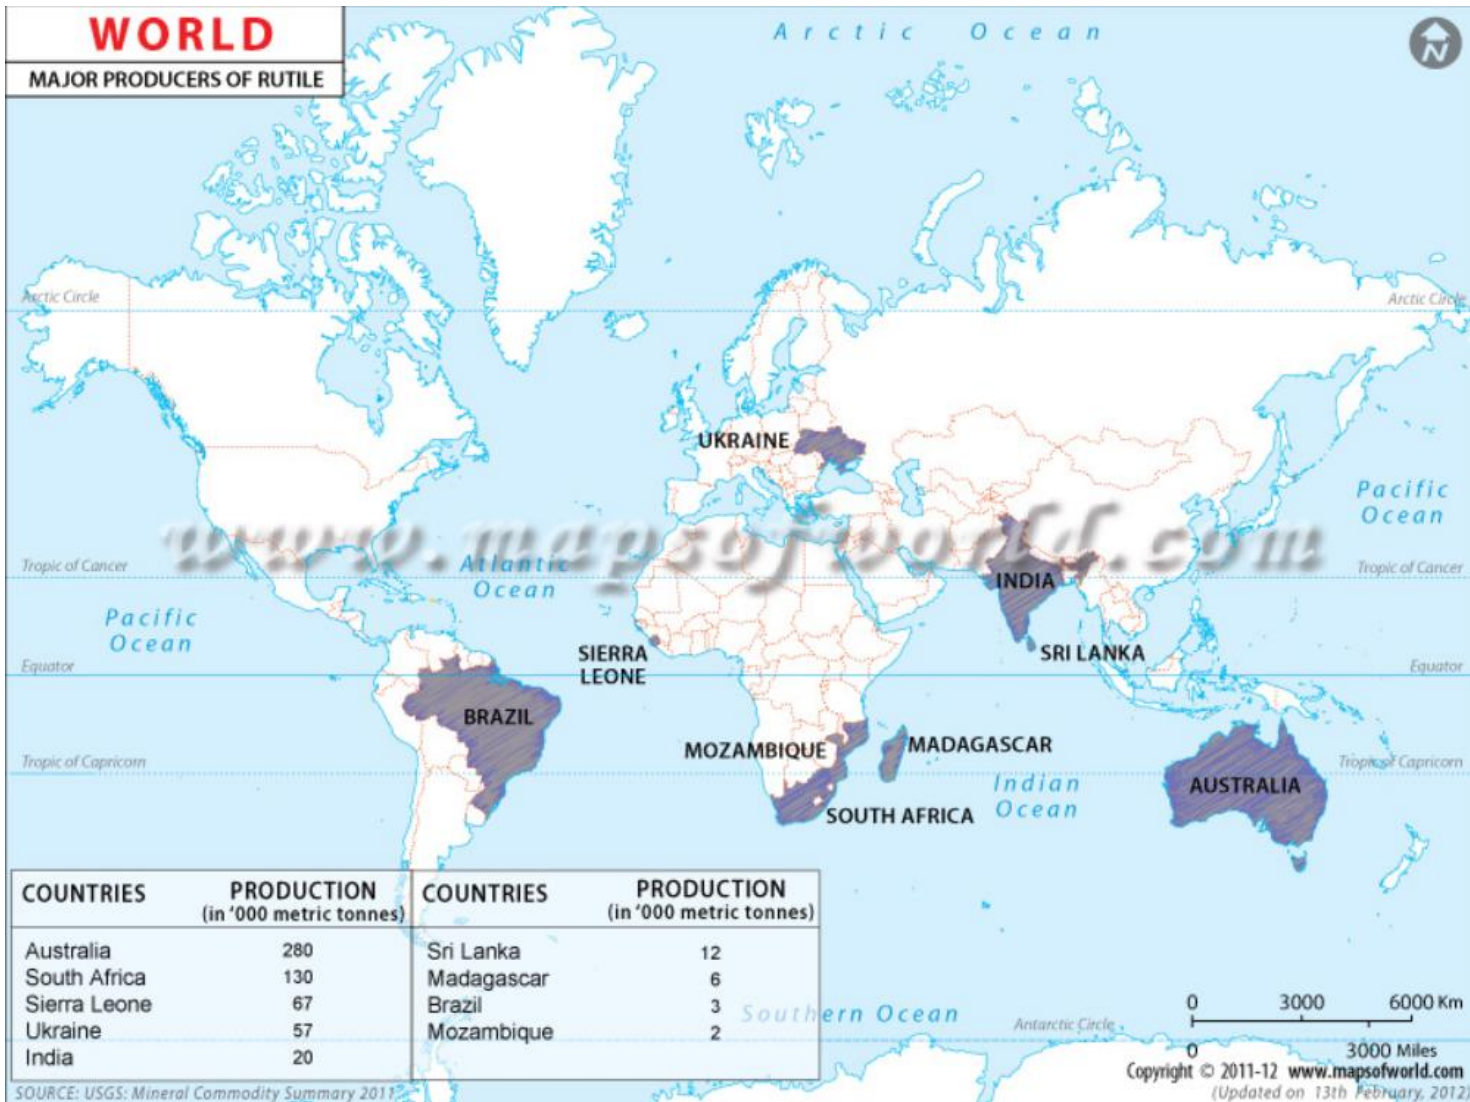 WORLD
MAJOR PRODUCERS OF RUTILE
Arctic Ocean
N
Arctic Circle
Arctic Circle
UKRAINE
Pacific
Ocean
www.mapsofworld.com
Tropic of Cancer
Atlantic
Ocean
Tropic of Cancer
INDIA
Pacific
Ocean
SIERRA
LEONE
SRI LANKA
Equator
Equator
BRAZIL
MOZAMBIQUE
MADAGASCAR
Tropic of Capricorn
Tropic of Capricorn
Indian
Ocean
AUSTRALIA
SOUTH AFRICA
COUNTRIES PRODUCTION COUNTRIES PRODUCTION
(in '000 metric tonnes) (in '000 metric tonnes)
Australia 280 Sri Lanka 12
South Africa 130 Madagascar 6
Sierra Leone 67 Brazil 3
Ukraine 57 Mozambique 2
India 20
Southern Ocean
Antarctic Circle
0 3000 6000 Km
0 3000 Miles
Copyright © 2011-12 www.mapsofworld.com
(Updated on 13th February, 2012)
SOURCE: USGS: Mineral Commodity Summary 2011